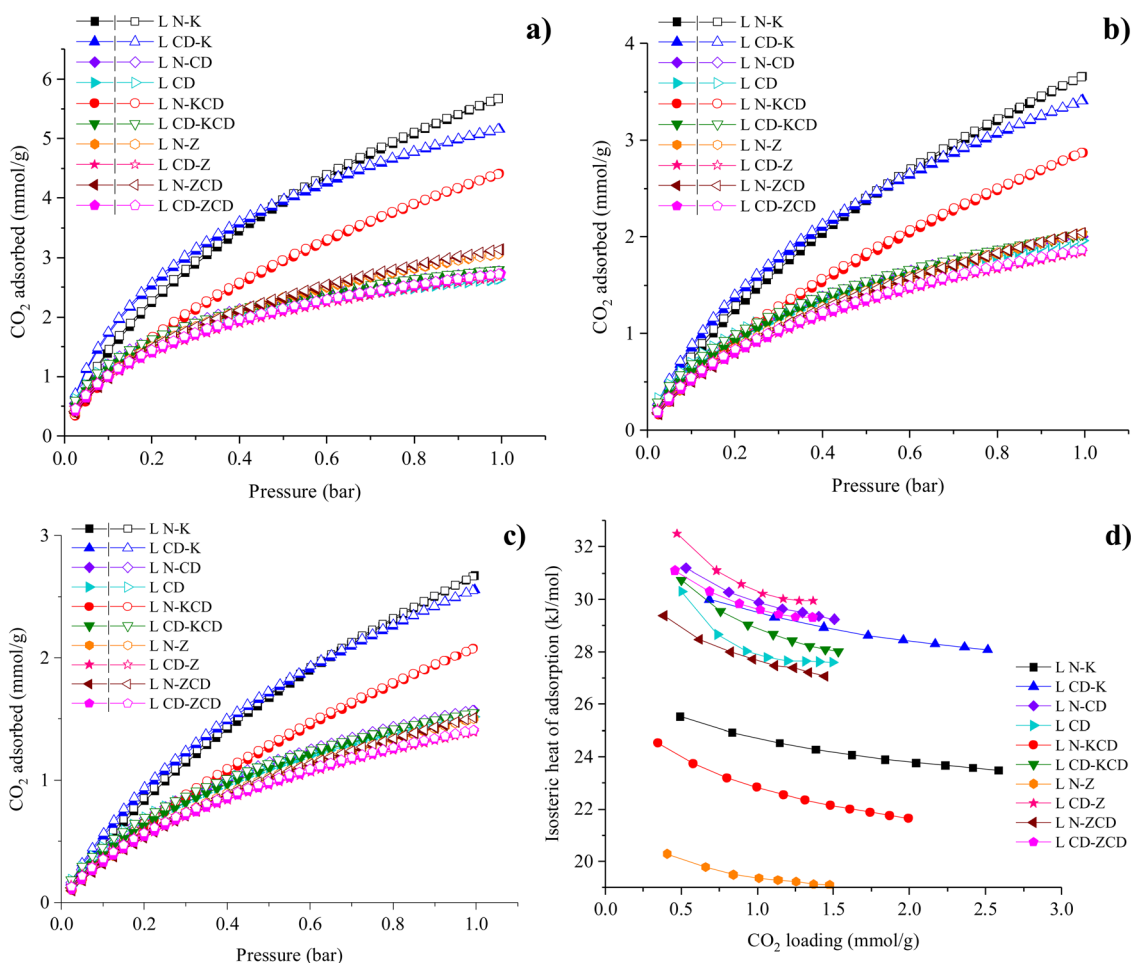 a)
L N-K
L CD-K
L N-CD
L CD
L N-KCD
L CD-KCD
L N-Z
L CD-Z
L N-ZCD
L CD-ZCD
6
5
4
3
2
1
0
CO2 adsorbed (mmol/g)
0.0 0.2 0.4 0.6 0.8 1.0
Pressure (bar)
b)
L N-K
L CD-K
L N-CD
L CD
L N-KCD
L CD-KCD
L N-Z
L CD-Z
L N-ZCD
L CD-ZCD
4
3
2
1
0
CO2 adsorbed (mmol/g)
0.0 0.2 0.4 0.6 0.8 1.0
Pressure (bar)
c)
L N-K
L CD-K
L N-CD
L CD
L N-KCD
L CD-KCD
L N-Z
L CD-Z
L N-ZCD
L CD-ZCD
3
2
1
0
CO2 adsorbed (mmol/g)
0.0 0.2 0.4 0.6 0.8 1.0
Pressure (bar)
d)
32
30
28
26
24
22
20
Isosteric heat of adsorption (kJ/mol)
L N-K
L CD-K
L N-CD
L CD
L N-KCD
L CD-KCD
L N-Z
L CD-Z
L N-ZCD
L CD-ZCD
0.0 0.5 1.0 1.5 2.0 2.5 3.0
CO2 loading (mmol/g)